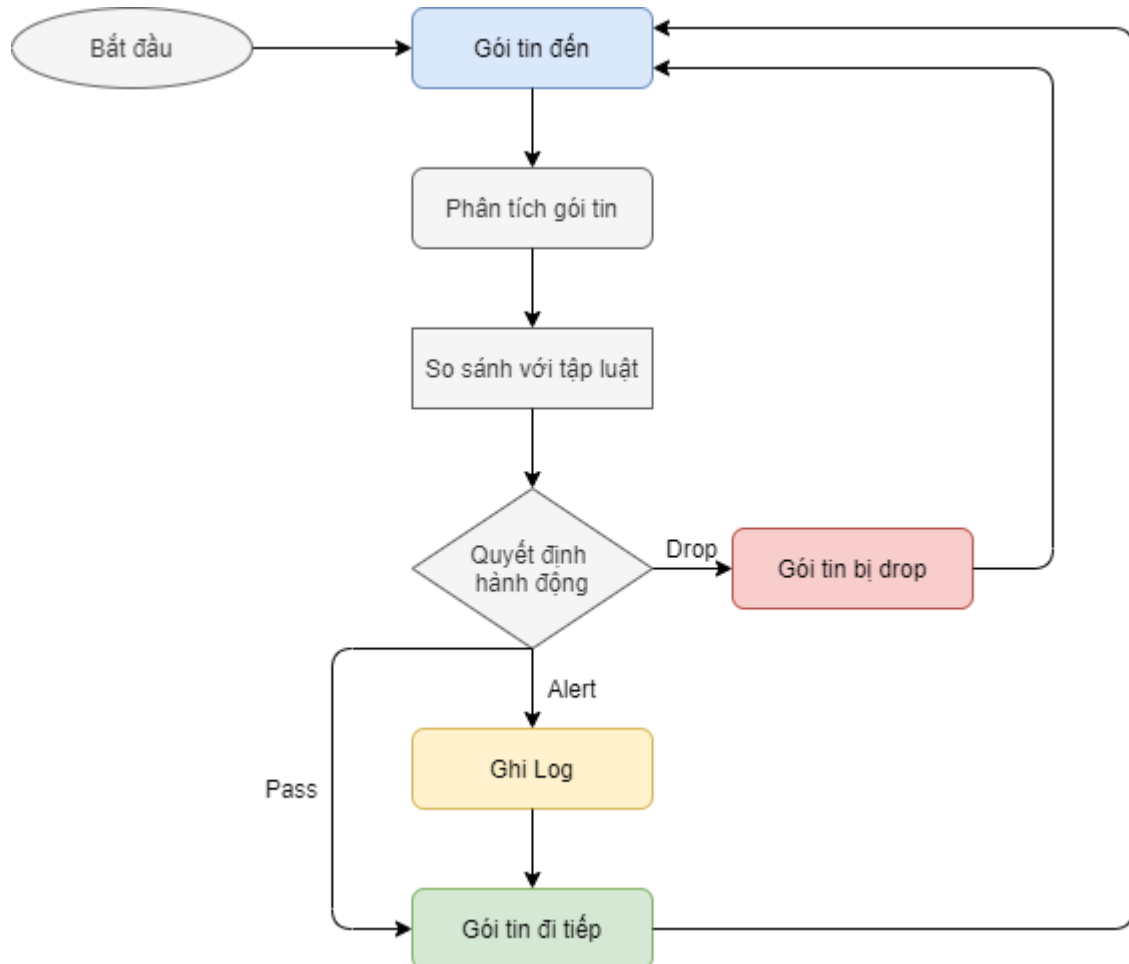 Bắt đầu
Gói tin đến
Phân tích gói tin
So sánh với tập luật
Quyết định
hành động
Drop
Gói tin bị drop
Alert
Pass
Ghi Log
Gói tin đi tiếp